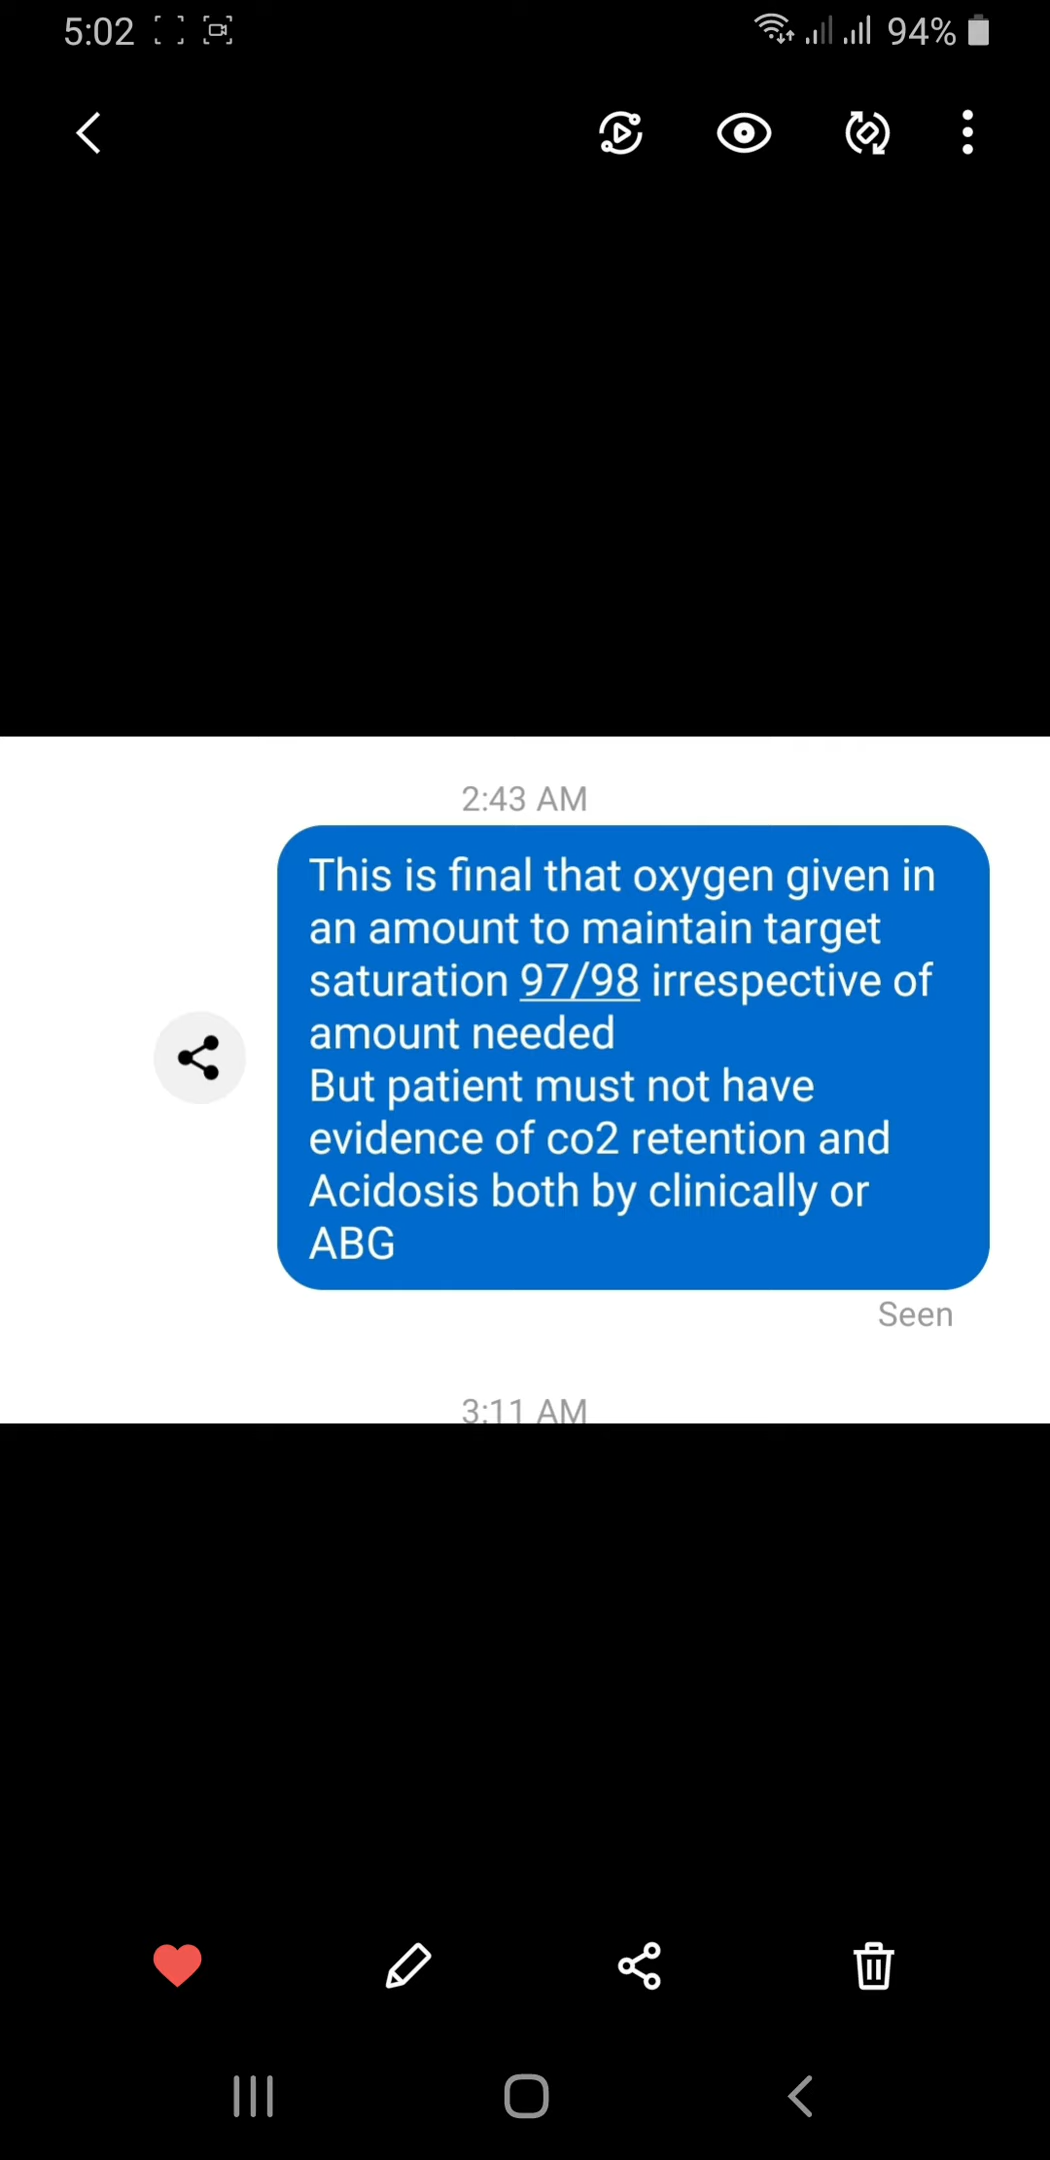 5:02 94%
2:43 AM
This is final that oxygen given in
an amount to maintain target
saturation 97/98 irrespective of
amount needed
But patient must not have
evidence of co2 retention and
Acidosis both by clinically or
ABG
Seen
3:11 AM